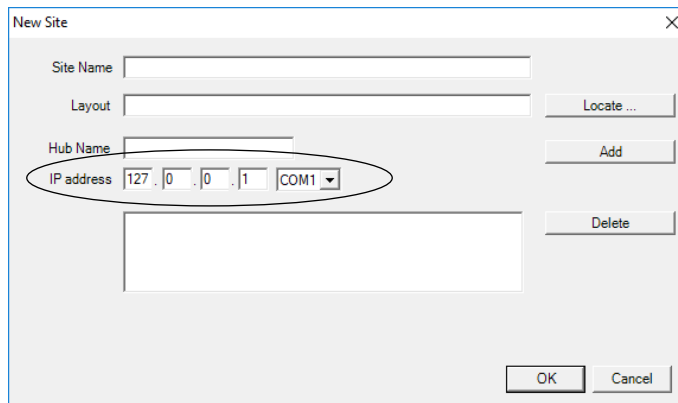 New Site
Site Name
Layout Locate ...
Hub Name Add
IP address 127 . 0 . 0 . 1 COM1
Delete
OK Cancel